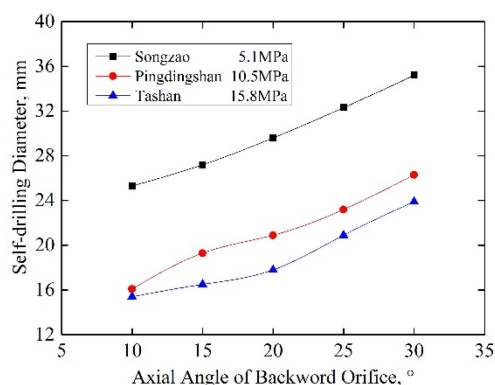 40
36
32
28
24
20
16
12
Self-drilling Diameter, mm
Songzao 5.1MPa
Pingdingshan 10.5MPa
Tashan 15.8MPa
5 10 15 20 25 30 35
Axial Angle of Backword Orifice, °